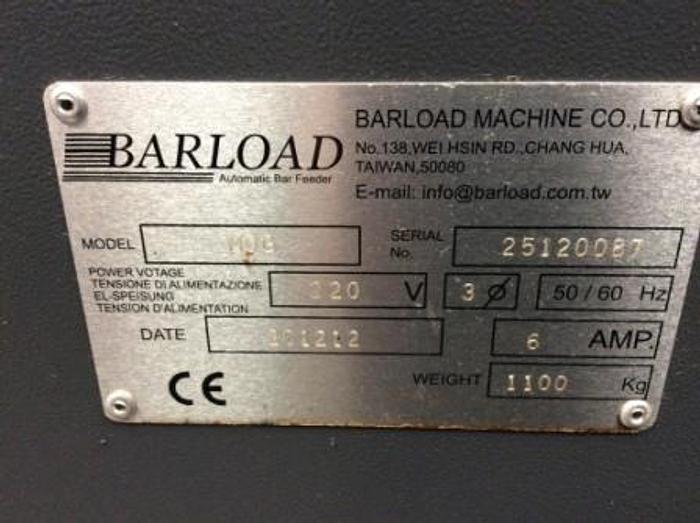 BARLOAD
Automatic Bar Feeder
BARLOAD MACHINE CO.,LTD
No.138,WEI HSIN RD.,CHANG HUA,
TAIWAN,50080
E-mail: info@barload.com.tw
MODEL
SERIAL No. 25120087
POWER VOTAGE
TENSIONE DI ALIMENTAZIONE
EL-SPEISUNG
TENSION D'ALIMENTATION
220 V 3 Ø 50/60 Hz
DATE 201212 6 AMP.
CE WEIGHT 1100 Kg